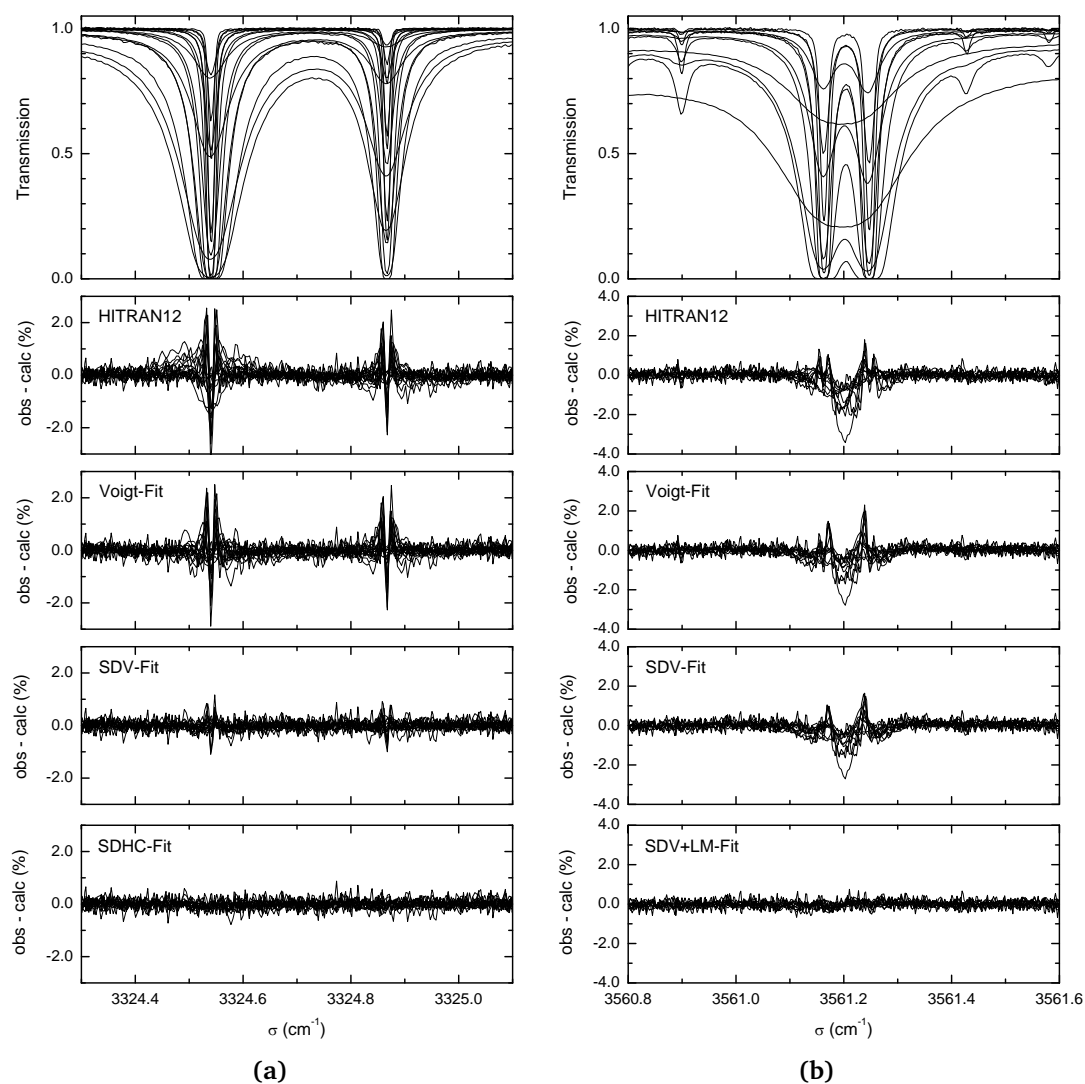 1.0
0.5
0.0
Transmission
HITRAN12
2.0
0.0
-2.0
obs - calc (%)
Voigt-Fit
2.0
0.0
-2.0
obs - calc (%)
SDV-Fit
2.0
0.0
-2.0
obs - calc (%)
SDHC-Fit
2.0
0.0
-2.0
obs - calc (%)
3324.4 3324.6 3324.8 3325.0
σ (cm⁻¹)
(a)
1.0
0.5
0.0
Transmission
HITRAN12
4.0
2.0
0.0
-2.0
-4.0
obs - calc (%)
Voigt-Fit
4.0
2.0
0.0
-2.0
-4.0
obs - calc (%)
SDV-Fit
4.0
2.0
0.0
-2.0
-4.0
obs - calc (%)
SDV+LM-Fit
4.0
2.0
0.0
-2.0
-4.0
obs - calc (%)
3560.8 3561.0 3561.2 3561.4 3561.6
σ (cm⁻¹)
(b)